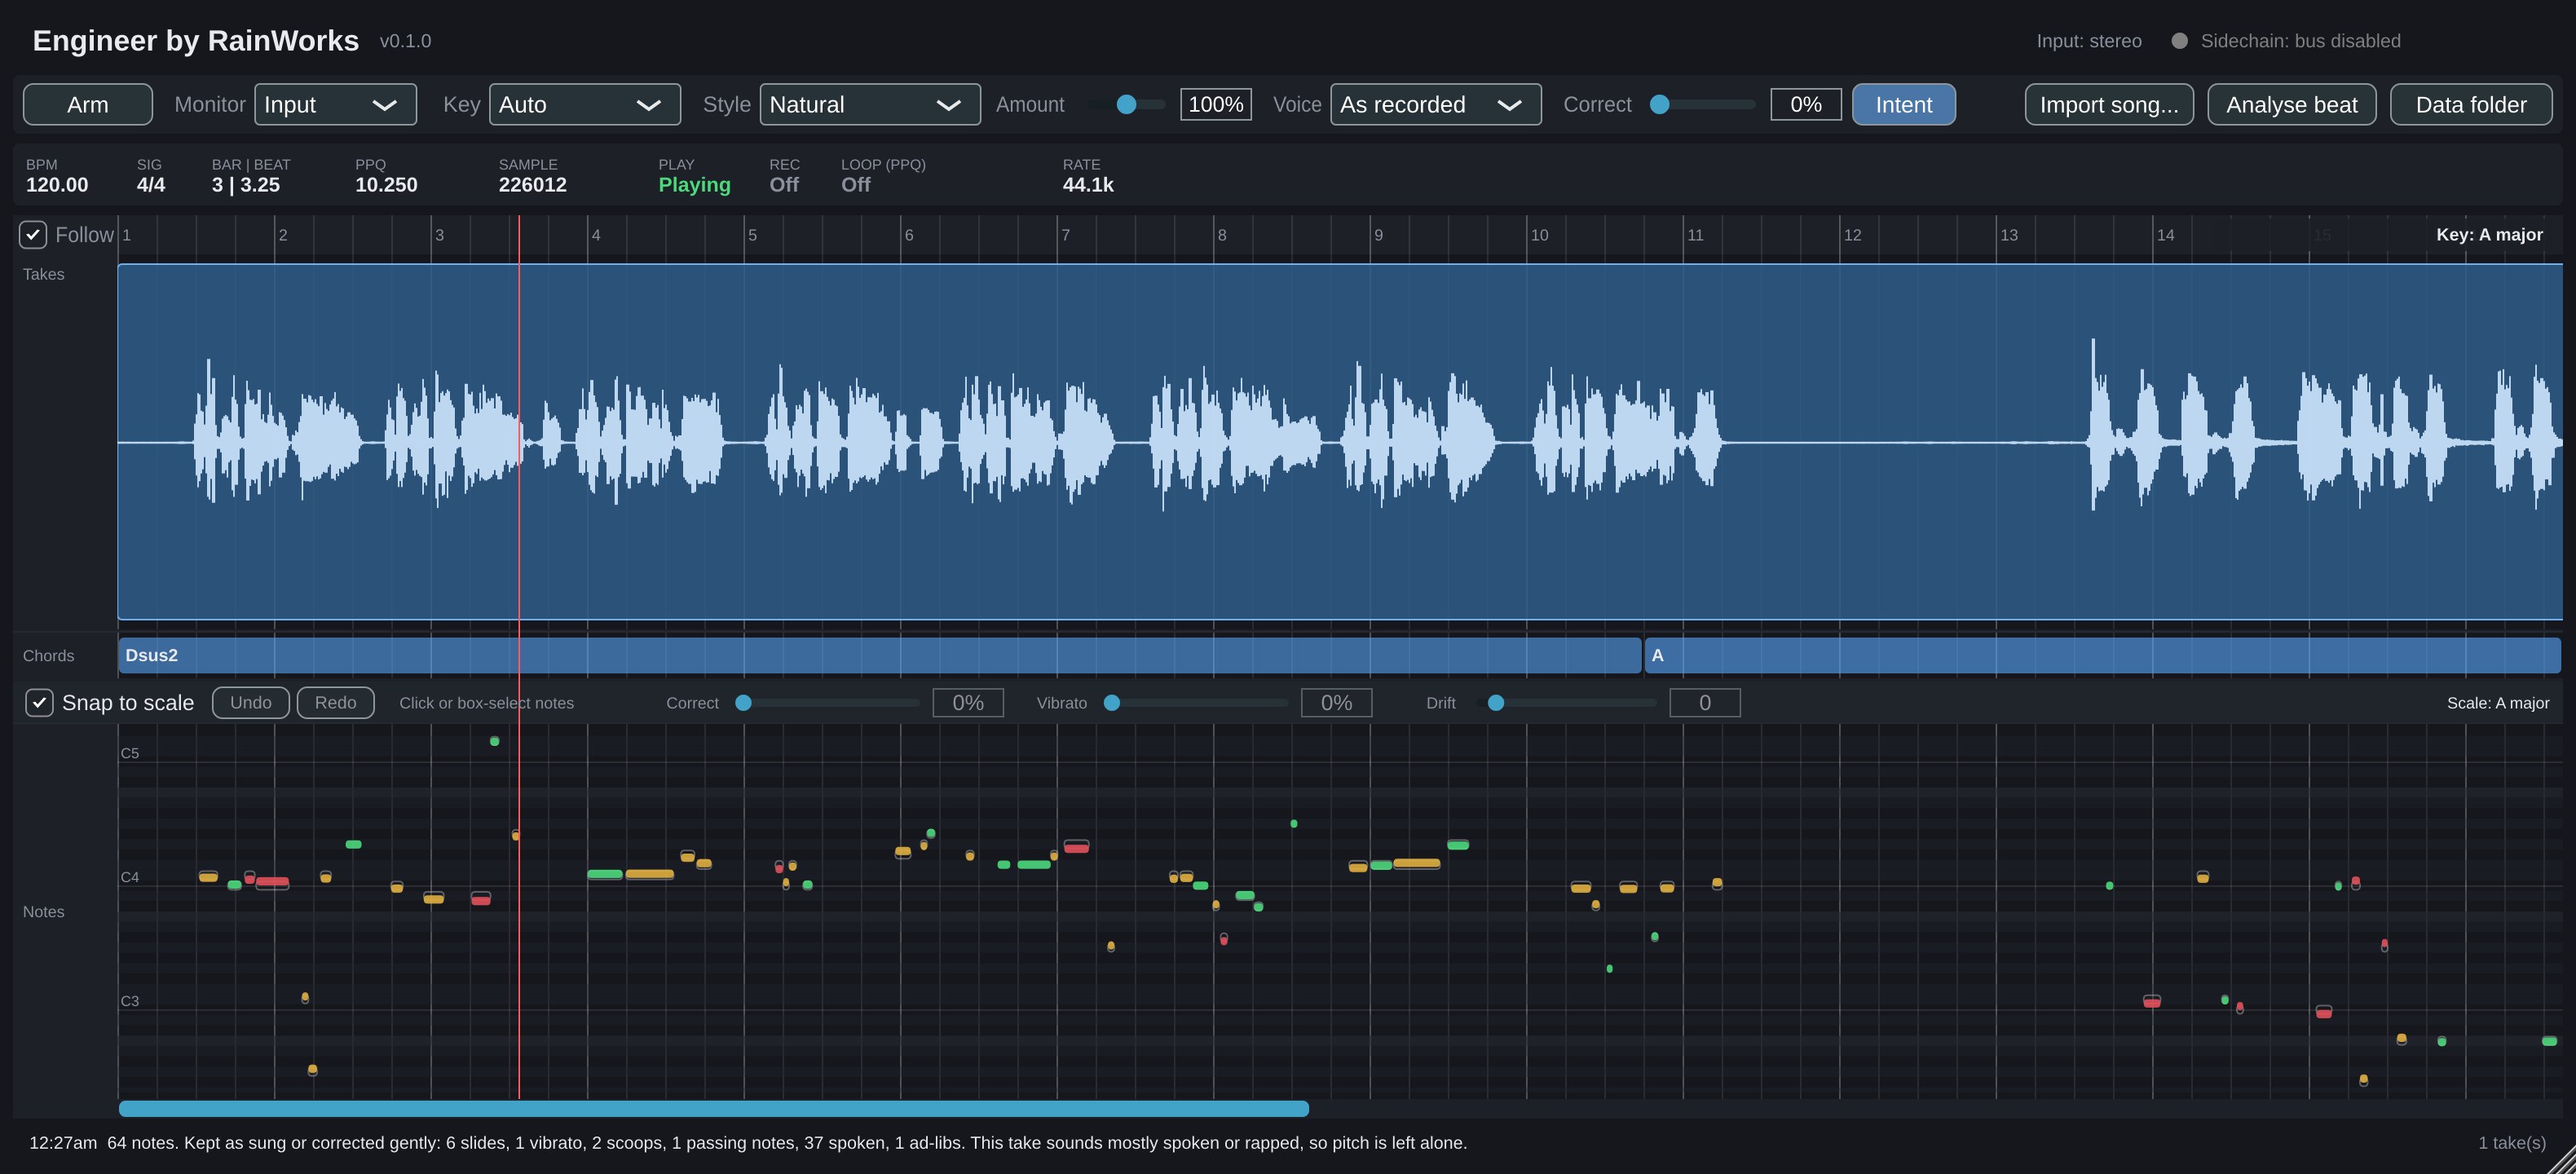 Engineer by RainWorks v0.1.0 Input: stereo Sidechain: bus disabled
Arm Monitor Input Key Auto Style Natural Amount 100% Voice As recorded Correct 0% Intent Import song... Analyse beat Data folder
BPM SIG BAR | BEAT PPQ SAMPLE PLAY REC LOOP (PPQ) RATE
120.00 4/4 3 | 3.25 10.250 226012 Playing Off Off 44.1k
Follow 1 2 3 4 5 6 7 8 9 10 11 12 13 14 15 Key: A major
Takes
Chords Dsus2 A
Snap to scale Undo Redo Click or box-select notes Correct 0% Vibrato 0% Drift 0 Scale: A major
C5
C4
Notes
C3
12:27am 64 notes. Kept as sung or corrected gently: 6 slides, 1 vibrato, 2 scoops, 1 passing notes, 37 spoken, 1 ad-libs. This take sounds mostly spoken or rapped, so pitch is left alone. 1 take(s)